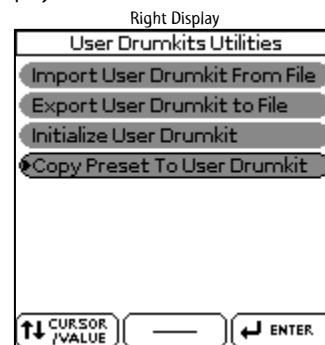 Right Display
User Drumkits Utilities
Import User Drumkit From File
Export User Drumkit to File
Initialize User Drumkit
Copy Preset To User Drumkit
CURSOR
/VALUE
ENTER